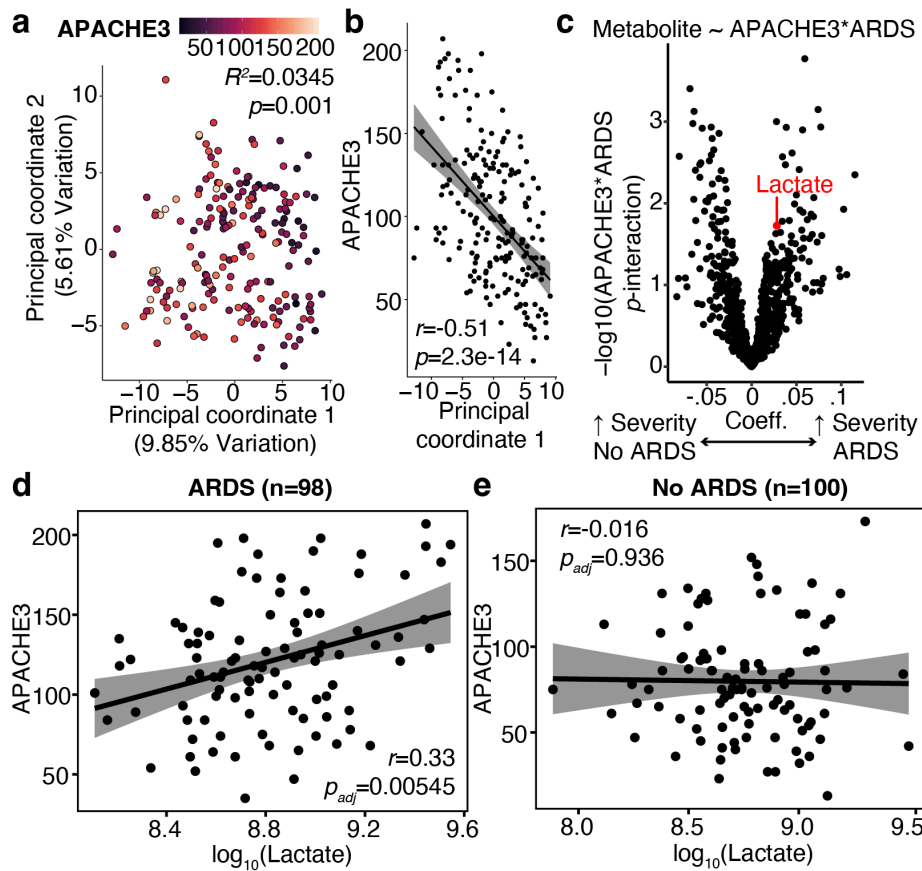 a
APACHE3
50 100 150 200
R²=0.0345
p=0.001
Principal coordinate 2
(5.61% Variation)
10
5
0
−5
−10 −5 0 5 10
Principal coordinate 1
(9.85% Variation)
b
APACHE3
200
150
100
50
r=-0.51
p=2.3e-14
−10 −5 0 5 10
Principal
coordinate 1
c
Metabolite ~ APACHE3*ARDS
−log10(APACHE3*ARDS
p-interaction)
3
2
1
0
Lactate
-.05 0 .05 .1
Coeff.
↑ Severity
No ARDS
↑ Severity
ARDS
d
ARDS (n=98)
APACHE3
200
150
100
50
r=0.33
padj=0.00545
8.4 8.8 9.2 9.6
log10(Lactate)
e
No ARDS (n=100)
APACHE3
150
100
50
r=-0.016
padj=0.936
8.0 8.5 9.0 9.5
log10(Lactate)